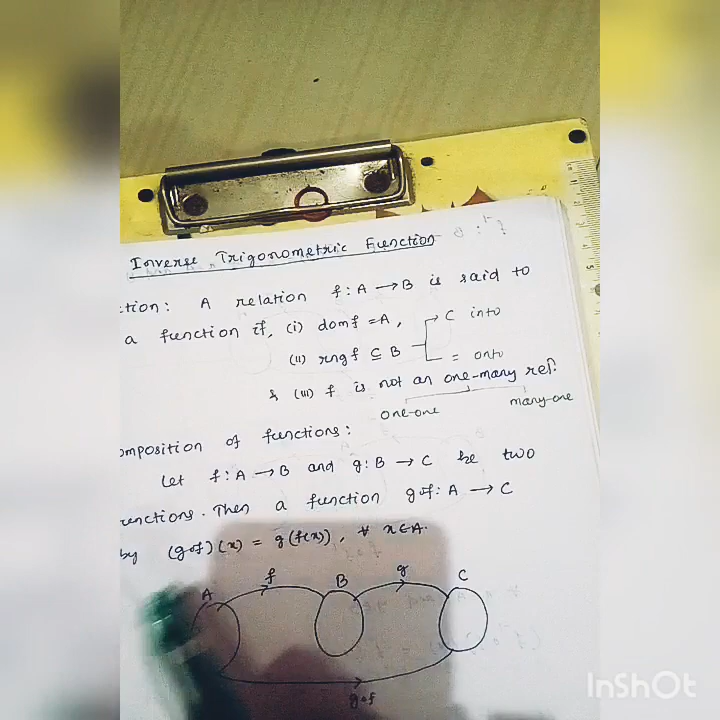 Inverse Trigonometric Function
ction: A relation f: A → B is said to
a function if, (i) dom f = A,
(ii) rng f ⊆ B
⊂ into
= onto
& (iii) f is not an one-many rel?
one-one
many-one
omposition of functions:
Let f: A → B and g: B → C be two
unctions. Then a function gof: A → C
by (gof)(x) = g(f(x)), ∀ x∈A.
f g
A B C
gof
InShOt